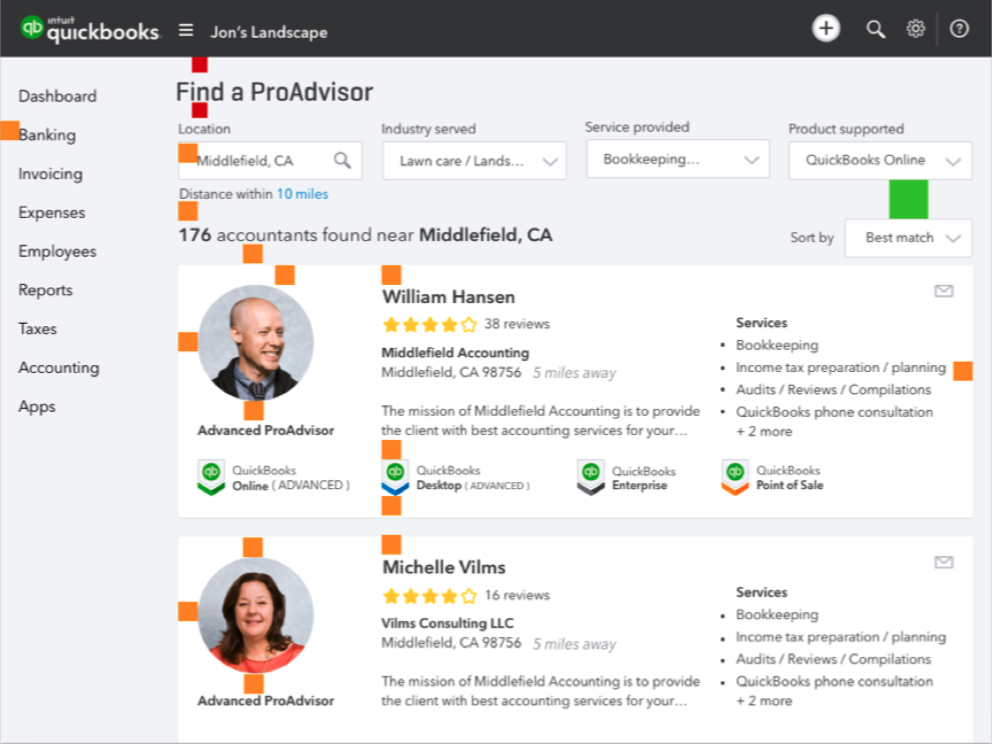 intuit
quickbooks.
Jon's Landscape
Dashboard
Banking
Invoicing
Expenses
Employees
Reports
Taxes
Accounting
Apps
Find a ProAdvisor
Location
Middlefield, CA
Industry served
Lawn care / Lands...
Service provided
Bookkeeping...
Product supported
QuickBooks Online
Distance within 10 miles
176 accountants found near Middlefield, CA
Sort by
Best match
Advanced ProAdvisor
William Hansen
38 reviews
Middlefield Accounting
Middlefield, CA 98756 5 miles away
The mission of Middlefield Accounting is to provide
the client with best accounting services for your...
Services
• Bookkeeping
• Income tax preparation / planning
• Audits / Reviews / Compilations
• QuickBooks phone consultation
+ 2 more
qb
QuickBooks
Online ( ADVANCED )
qb
QuickBooks
Desktop ( ADVANCED )
qb
QuickBooks
Enterprise
qb
QuickBooks
Point of Sale
Advanced ProAdvisor
Michelle Vilms
16 reviews
Vilms Consulting LLC
Middlefield, CA 98756 5 miles away
The mission of Middlefield Accounting is to provide
the client with best accounting services for your...
Services
• Bookkeeping
• Income tax preparation / planning
• Audits / Reviews / Compilations
• QuickBooks phone consultation
+ 2 more